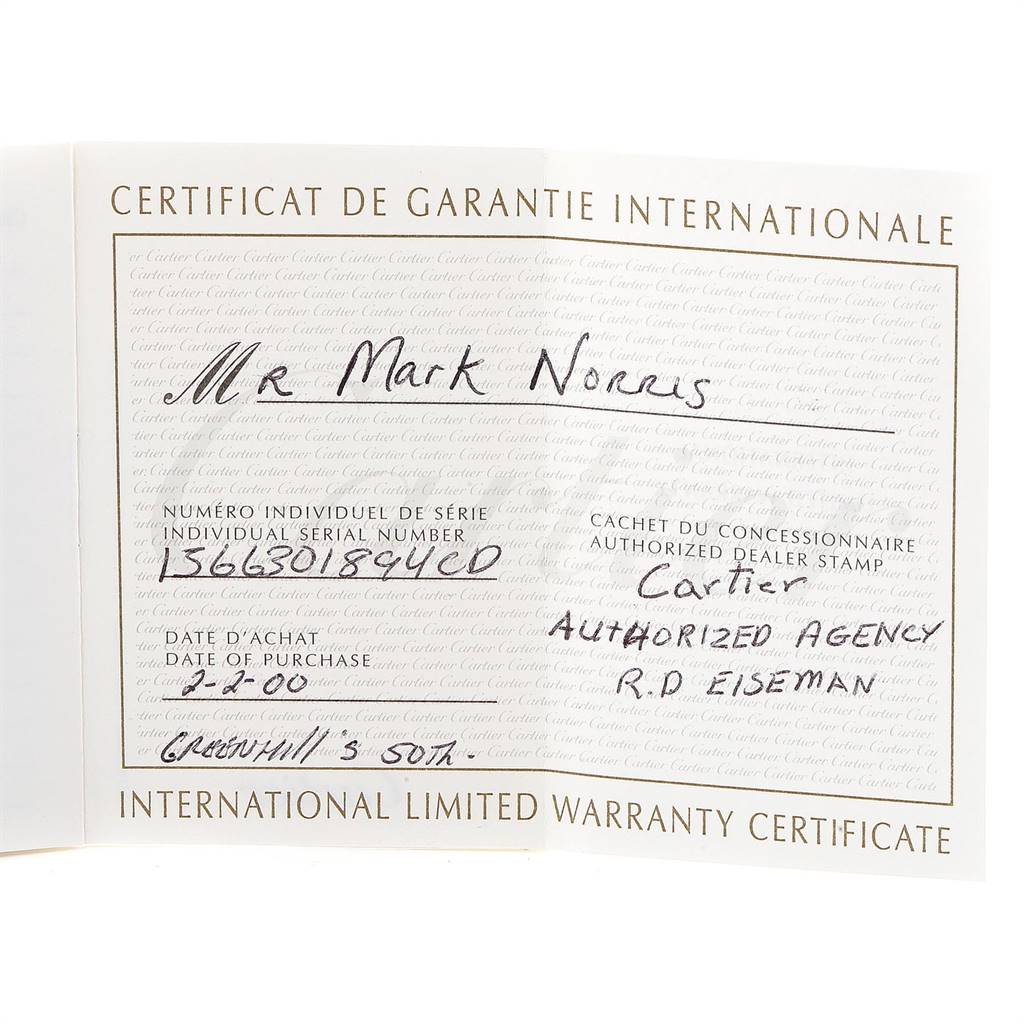 CERTIFICAT DE GARANTIE INTERNATIONALE
Mr Mark Norris
NUMÉRO INDIVIDUEL DE SÉRIE
INDIVIDUAL SERIAL NUMBER
1566301894CD
CACHET DU CONCESSIONNAIRE
AUTHORIZED DEALER STAMP
Cartier
AUTHORIZED AGENCY
R.D EISEMAN
DATE D'ACHAT
DATE OF PURCHASE
2-2-00
GREENHill's 50Th.
INTERNATIONAL LIMITED WARRANTY CERTIFICATE